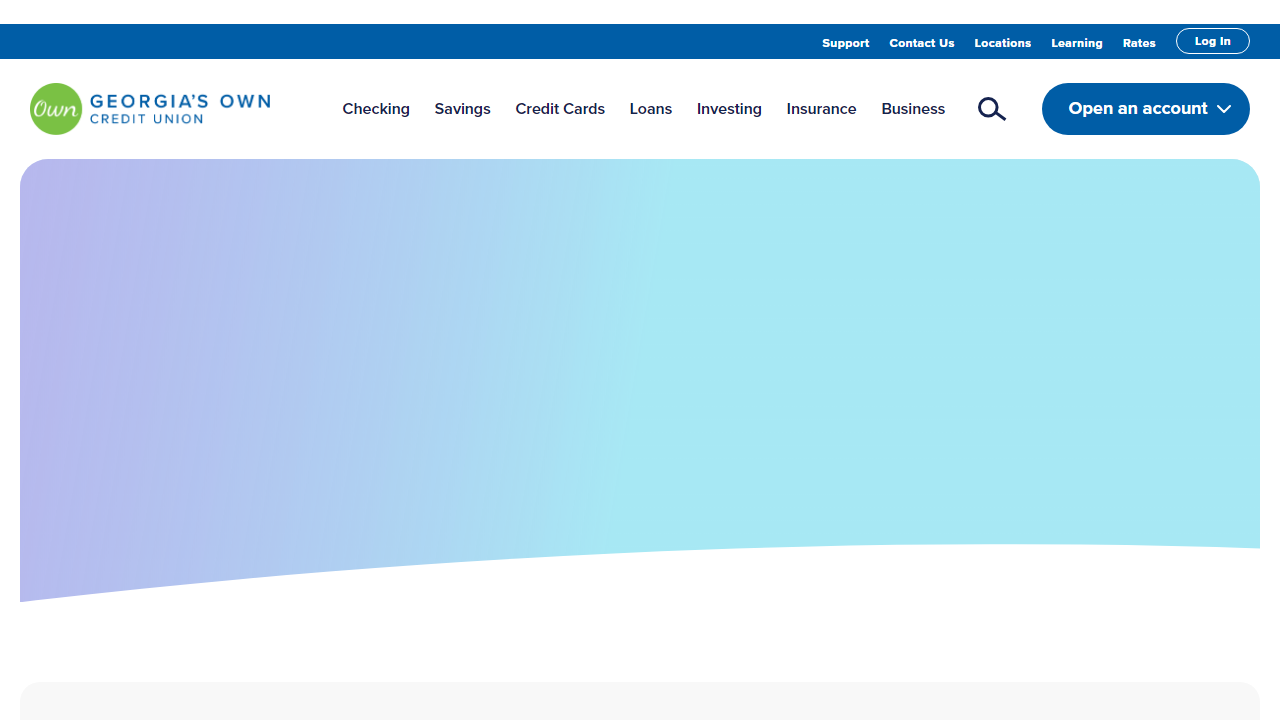 Support Contact Us Locations Learning Rates Log In
Own GEORGIA'S OWN
CREDIT UNION
Checking Savings Credit Cards Loans Investing Insurance Business Open an account